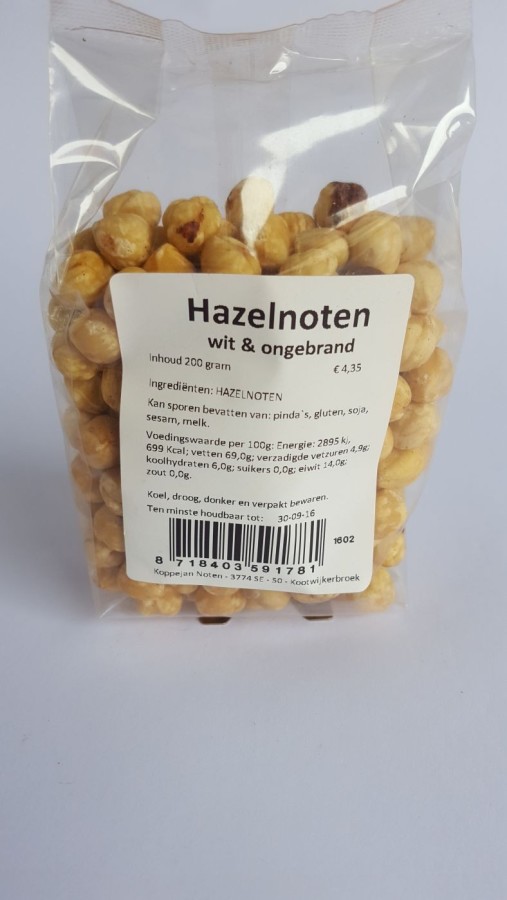 Hazelnoten
wit & ongebrand
Inhoud 200 gram € 4,35
Ingrediënten: HAZELNOTEN
Kan sporen bevatten van: pinda`s, gluten, soja,
sesam, melk.
Voedingswaarde per 100g: Energie: 2895 kj,
699 Kcal; vetten 69,0g; verzadigde vetzuren 4,9g;
koolhydraten 6,0g; suikers 0,0g; eiwit 14,0g;
zout 0,0g.
Koel, droog, donker en verpakt bewaren.
Ten minste houdbaar tot: 30-09-16
1602
8 718403 591781
Koppejan Noten - 3774 SE - 50 - Kootwijkerbroek